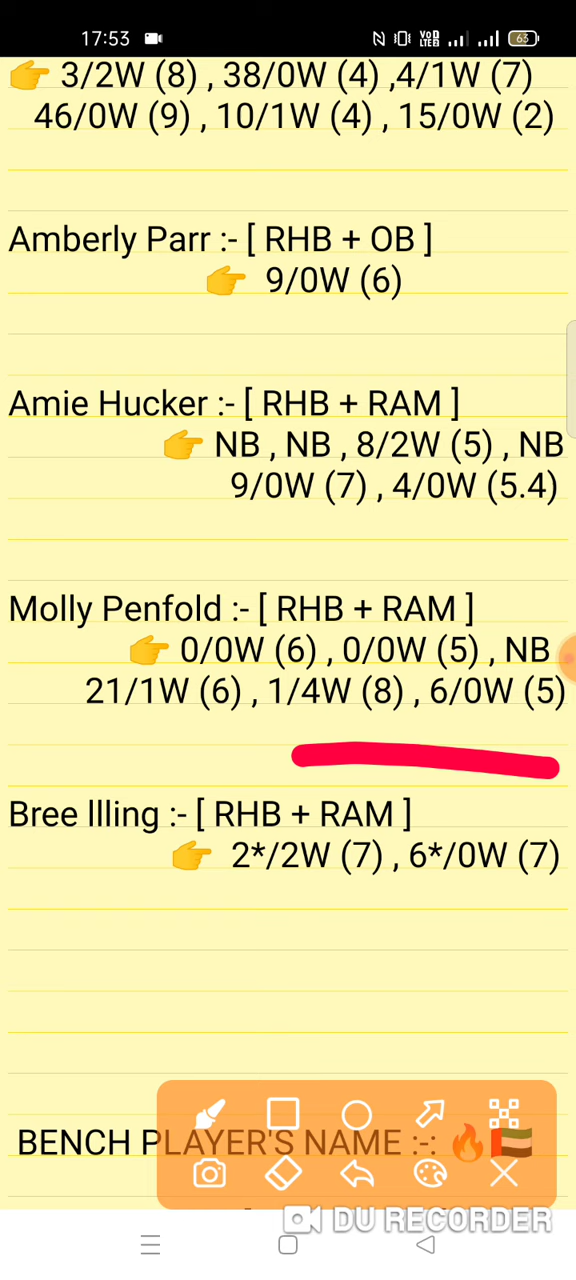 17:53
VoD LTE2 63
👉 3/2W (8) , 38/0W (4) ,4/1W (7)
46/0W (9) , 10/1W (4) , 15/0W (2)
Amberly Parr :- [ RHB + OB ]
👉 9/0W (6)
Amie Hucker :- [ RHB + RAM ]
👉 NB , NB , 8/2W (5) , NB
9/0W (7) , 4/0W (5.4)
Molly Penfold :- [ RHB + RAM ]
👉 0/0W (6) , 0/0W (5) , NB
21/1W (6) , 1/4W (8) , 6/0W (5)
Bree Illing :- [ RHB + RAM ]
👉 2*/2W (7) , 6*/0W (7)
BENCH PLAYER'S NAME :-: 🔥
DU RECORDER